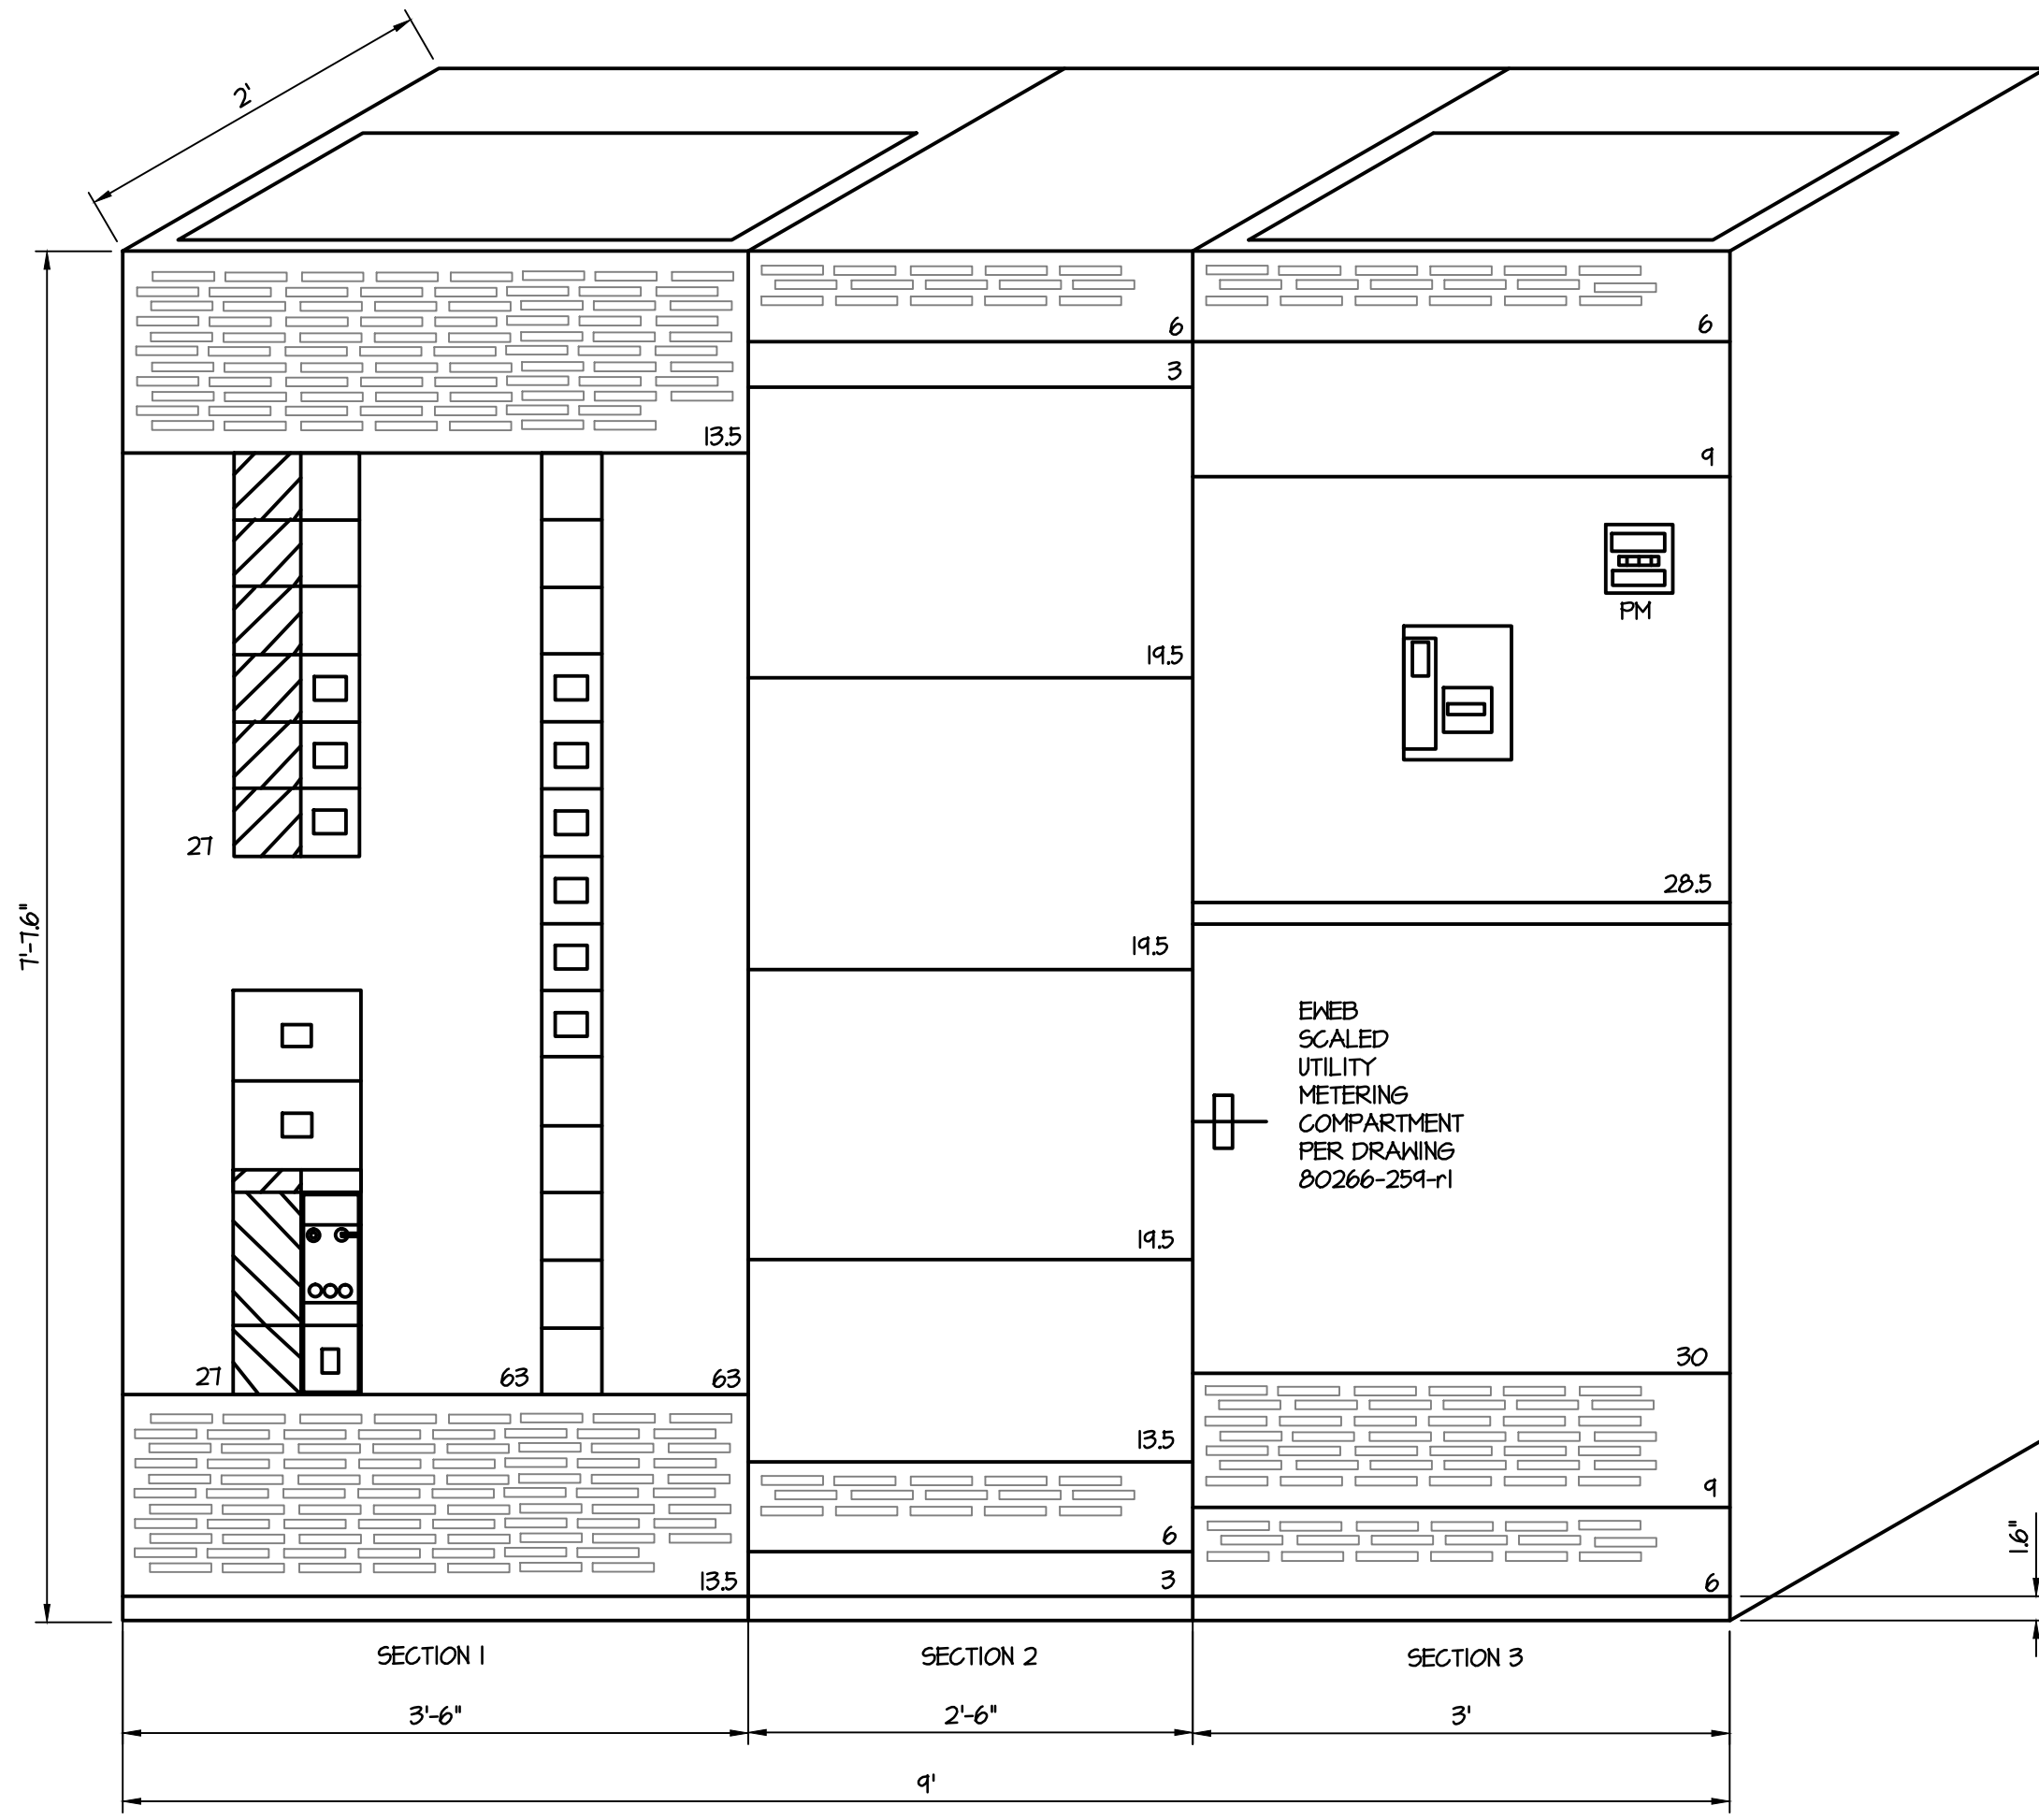 2'
6
6
3
13.5
9
PM
19.5
27
28.5
7'-7.6"
19.5
EWEB
SCALED
UTILITY
METERING
COMPARTMENT
PER DRAWING
80266-259-r1
19.5
30
27
63
63
13.5
9
6
1.6"
13.5
3
6
SECTION 1
SECTION 2
SECTION 3
3'-6"
2'-6"
3'
9'